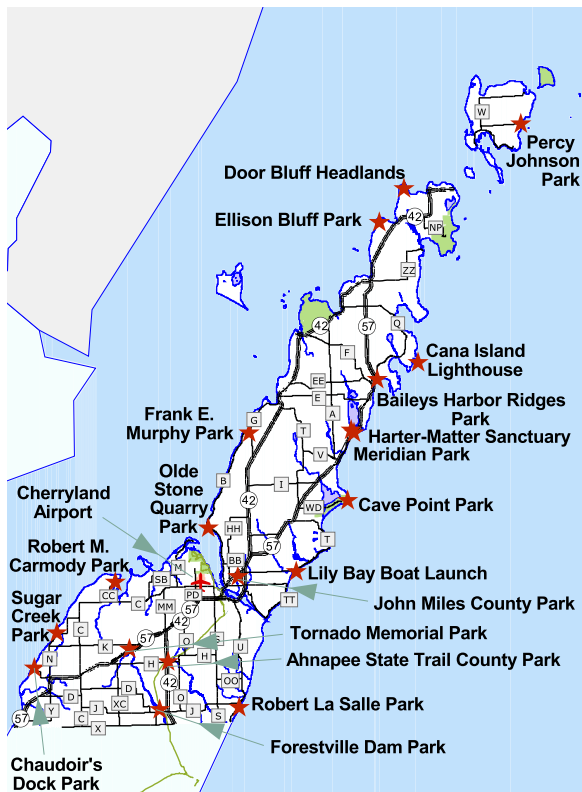 W
Percy
Johnson
Park
Door Bluff Headlands
42
NP
Ellison Bluff Park
ZZ
42
57
Q
F
Cana Island
Lighthouse
EE
E
Baileys Harbor Ridges
Park
A
G
Frank E.
Murphy Park
T
Harter-Matter Sanctuary
Meridian Park
V
Olde
Stone
Quarry
Park
B
I
42
Cave Point Park
WD
Cherryland
Airport
HH
T
57
Robert M.
Carmody Park
M
BB
SB
Lily Bay Boat Launch
CC
PD
C
MM
57
TT
John Miles County Park
Sugar
Creek
Park
42
C
57
O
S
Tornado Memorial Park
K
U
N
H
H
Ahnapee State Trail County Park
42
OO
D
D
O
XC
J
Y
J
S
Robert La Salle Park
57
C
X
Forestville Dam Park
Chaudoir's
Dock Park